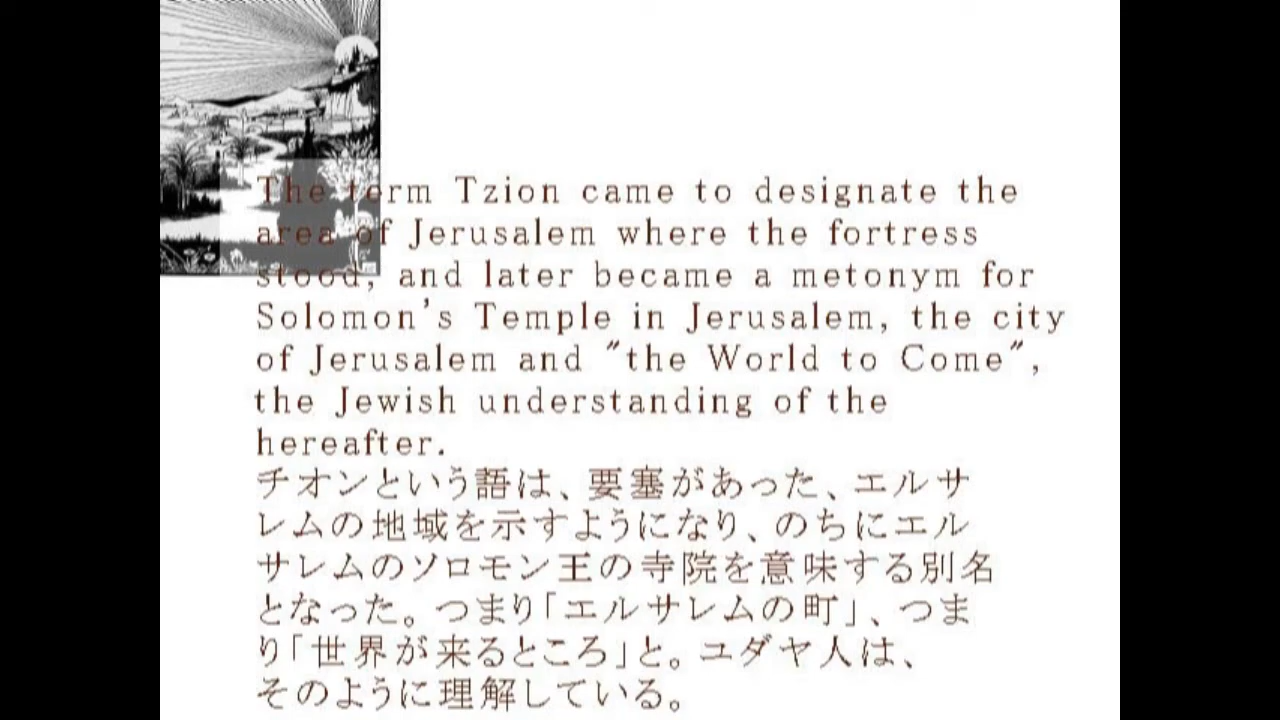 The term Tzion came to designate the
area of Jerusalem where the fortress
stood, and later became a metonym for
Solomon's Temple in Jerusalem, the city
of Jerusalem and "the World to Come",
the Jewish understanding of the
hereafter.
チオンという語は、要塞があった、エルサ
レムの地域を示すようになり、のちにエル
サレムのソロモン王の寺院を意味する別名
となった。つまり「エルサレムの町」、つま
り「世界が来るところ」と。ユダヤ人は、
そのように理解している。